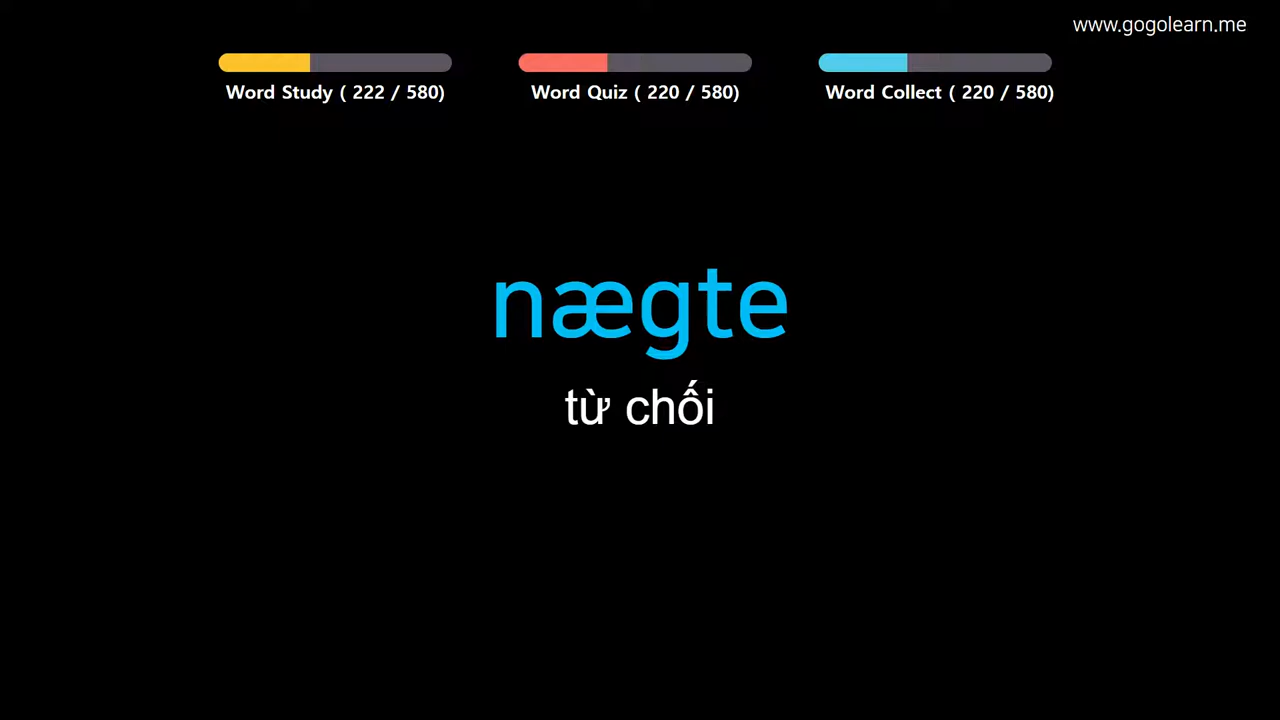 www.gogolearn.me
Word Study ( 222 / 580)
Word Quiz ( 220 / 580)
Word Collect ( 220 / 580)
nægte
từ chối